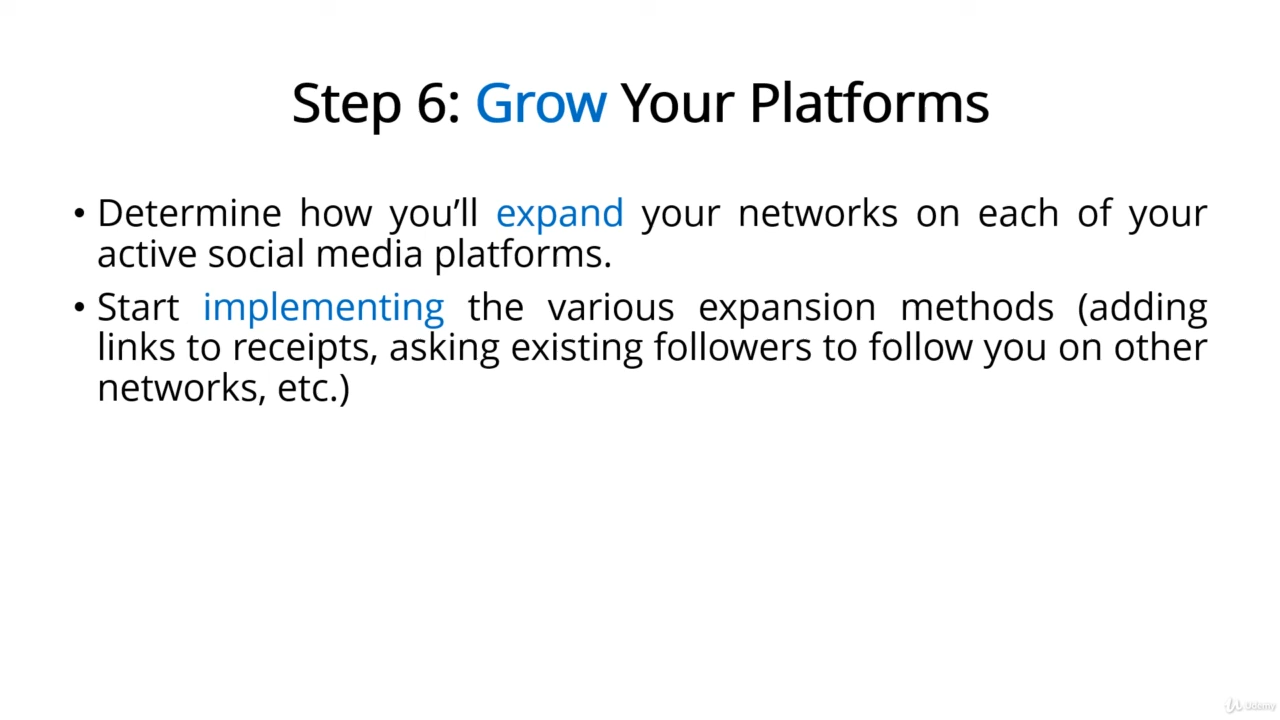 Step 6: Grow Your Platforms
• Determine how you’ll expand your networks on each of your
active social media platforms.
• Start implementing the various expansion methods (adding
links to receipts, asking existing followers to follow you on other
networks, etc.)
Udemy